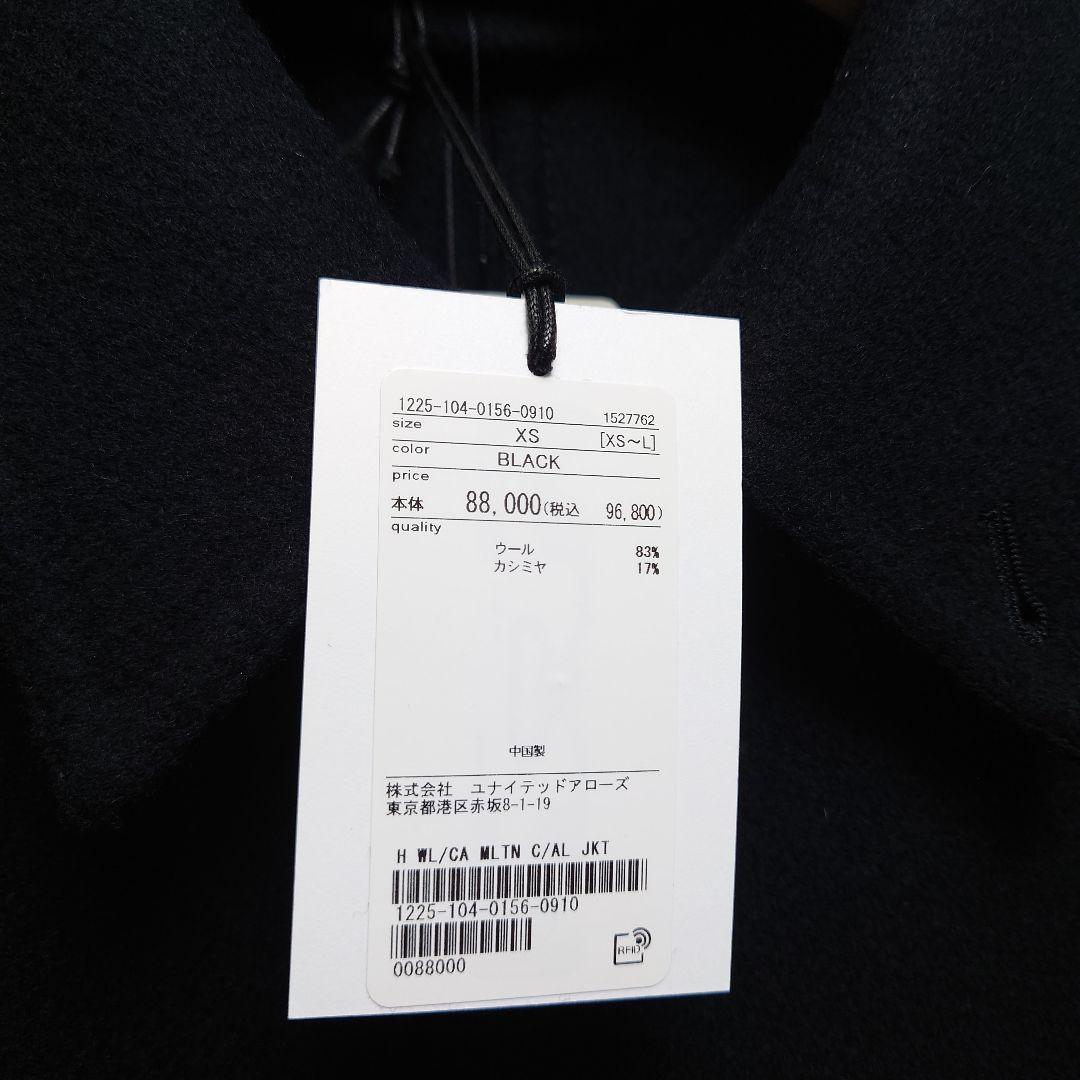 1225-104-0156-0910 1527762
size XS [XS～L]
color BLACK
price
本体 88,000(税込 96,800)
quality
ウール 83%
カシミヤ 17%
中国製
株式会社 ユナイテッドアローズ
東京都港区赤坂8-1-19
H WL/CA MLTN C/AL JKT
1225-104-0156-0910
0088000
RFID